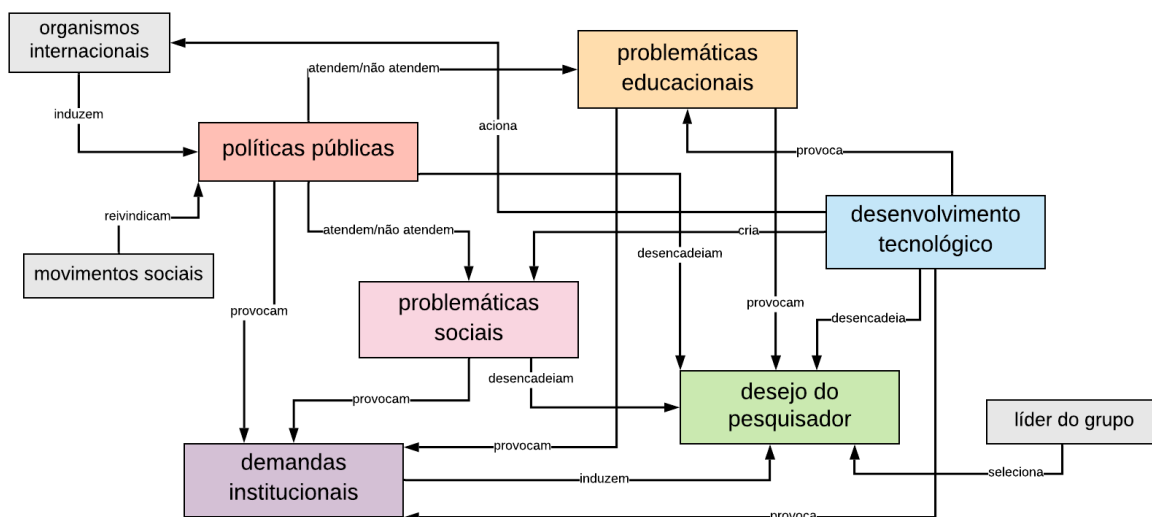 organismos
internacionais
problemáticas
educacionais
atendem/não atendem
induzem
aciona
políticas públicas
provoca
desenvolvimento
tecnológico
reivindicam
atendem/não atendem
cria
desencadeiam
movimentos sociais
problemáticas
sociais
provocam
provocam
desencadeia
desencadeiam
desejo do
pesquisador
provocam
líder do grupo
provocam
demandas
institucionais
induzem
seleciona
provoca